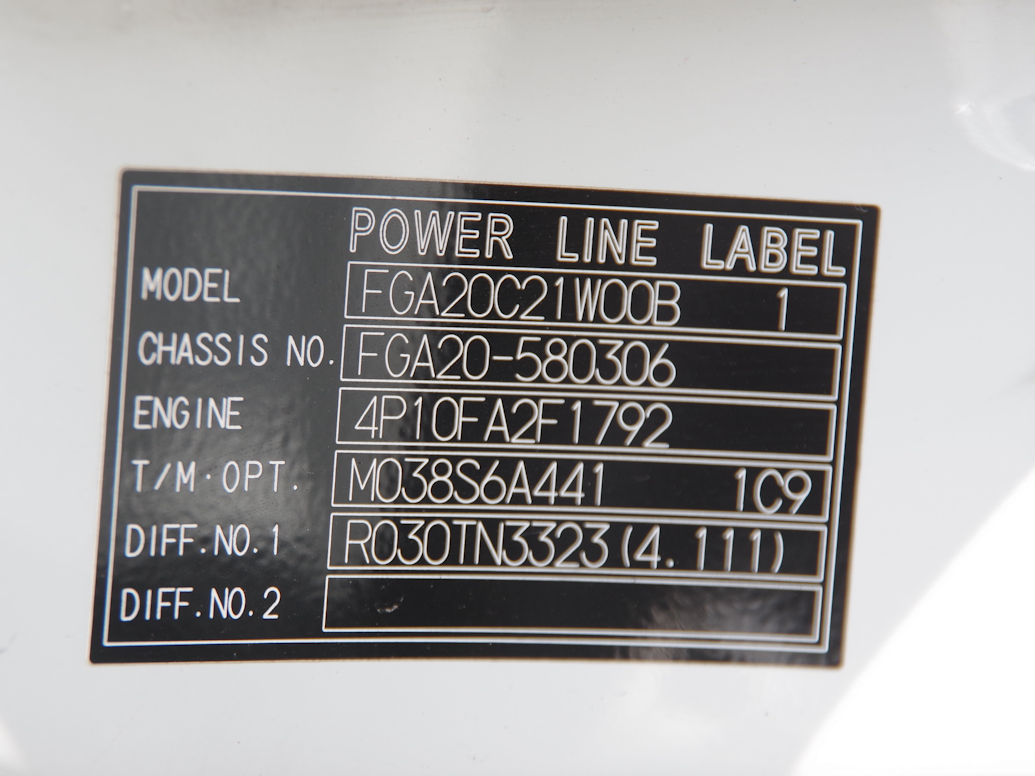 POWER LINE LABEL
MODEL FGA20C21W00B 1
CHASSIS NO. FGA20-580306
ENGINE 4P10FA2F1792
T/M·OPT. M038S6A441 1C9
DIFF.NO.1 R030TN3323(4.111)
DIFF.NO.2